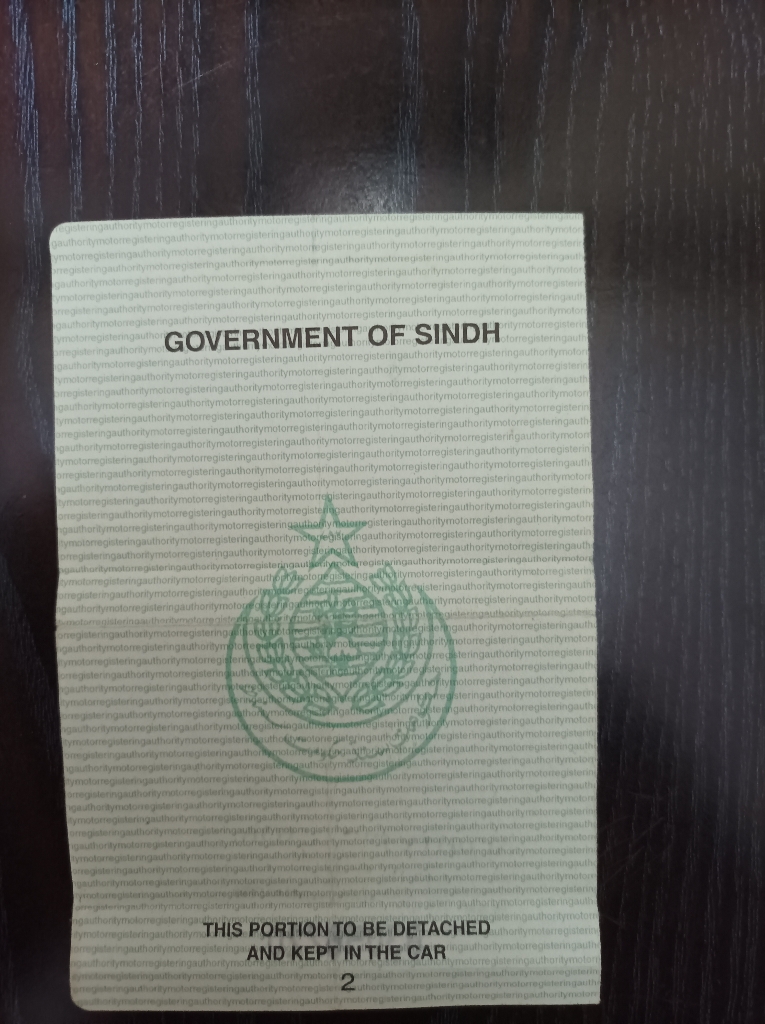 GOVERNMENT OF SINDH
THIS PORTION TO BE DETACHED
AND KEPT IN THE CAR
2